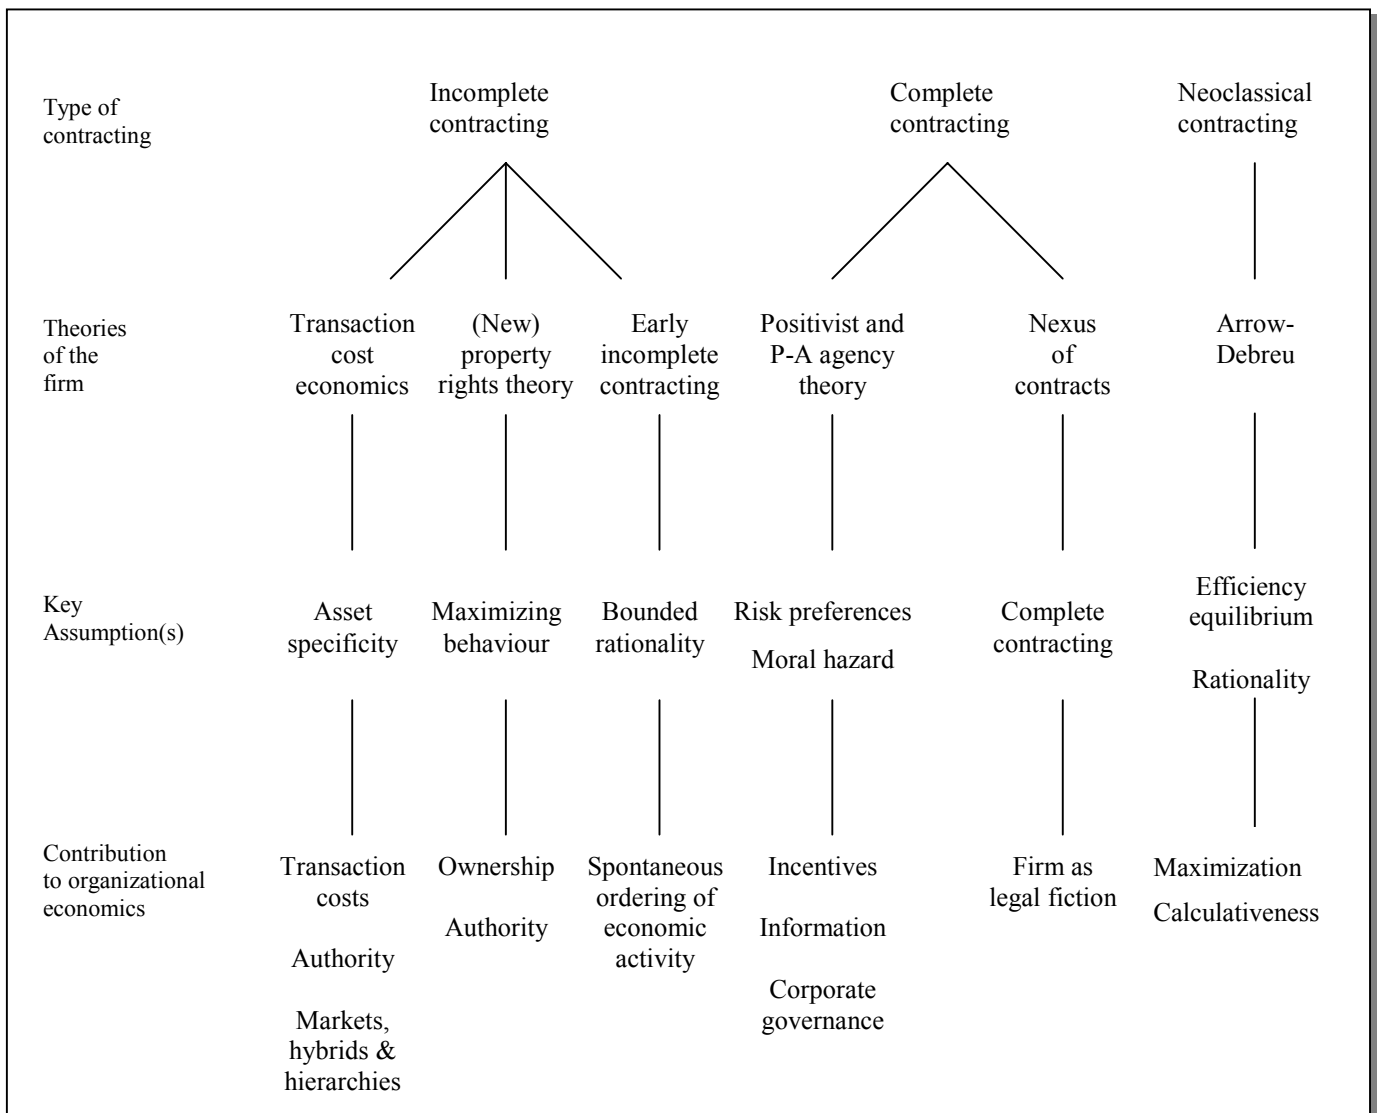 Type of
contracting
Incomplete
contracting
Complete
contracting
Neoclassical
contracting
Theories
of the
firm
Transaction
cost
economics
(New)
property
rights theory
Early
incomplete
contracting
Positivist and
P-A agency
theory
Nexus
of
contracts
Arrow-
Debreu
Key
Assumption(s)
Asset
specificity
Maximizing
behaviour
Bounded
rationality
Risk preferences
Moral hazard
Complete
contracting
Efficiency
equilibrium
Rationality
Contribution
to organizational
economics
Transaction
costs
Authority
Markets,
hybrids &
hierarchies
Ownership
Authority
Spontaneous
ordering of
economic
activity
Incentives
Information
Corporate
governance
Firm as
legal fiction
Maximization
Calculativeness